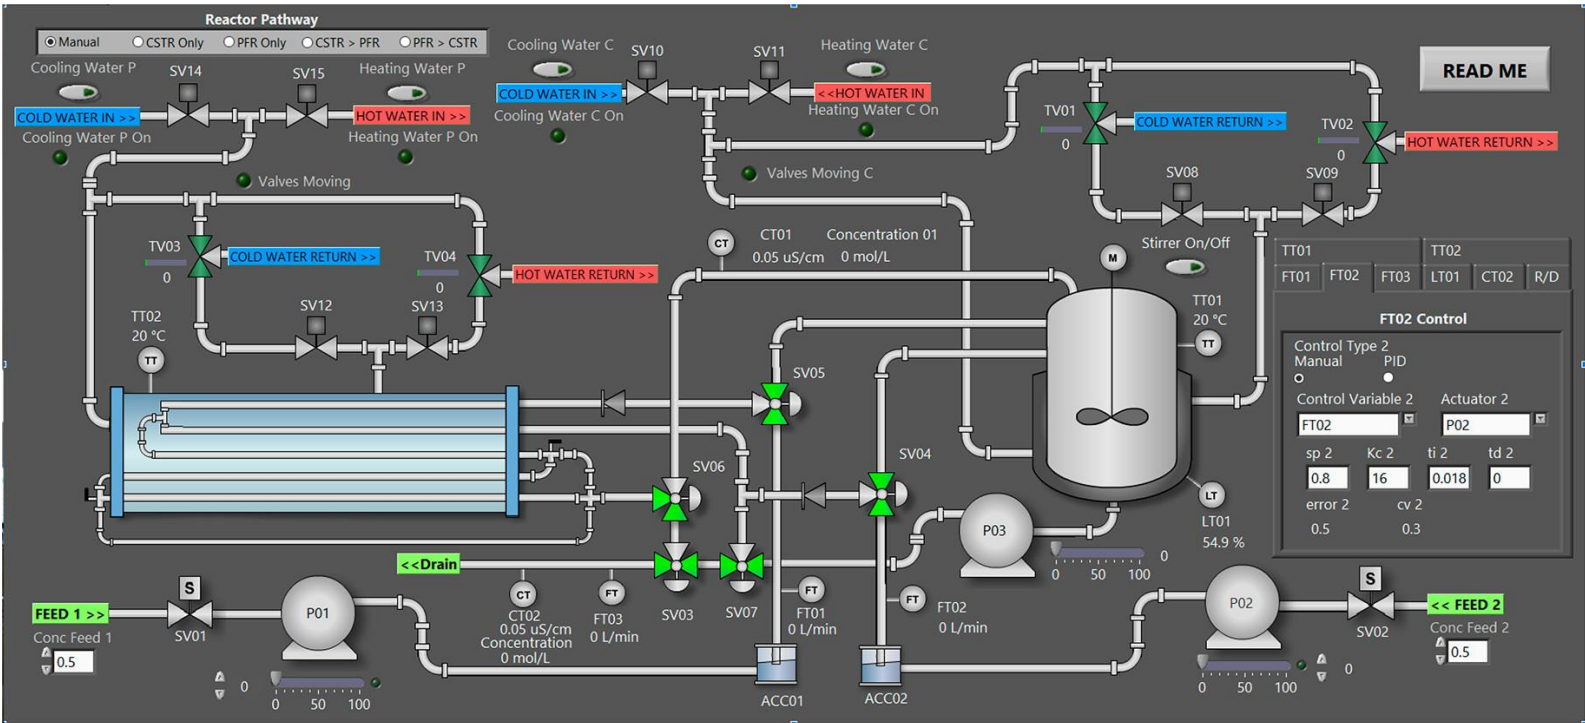 Reactor Pathway
Manual CSTR Only PFR Only CSTR > PFR PFR > CSTR
Cooling Water P
SV14
SV15
Heating Water P
COLD WATER IN >>
HOT WATER IN >>
Cooling Water P On
Heating Water P On
Valves Moving
Cooling Water C
SV10
SV11
Heating Water C
COLD WATER IN >>
<<HOT WATER IN
Cooling Water C On
Heating Water C On
Valves Moving C
READ ME
TV01
0
COLD WATER RETURN >>
TV02
0
HOT WATER RETURN >>
SV08
SV09
TV03
0
COLD WATER RETURN >>
TV04
0
HOT WATER RETURN >>
SV12
SV13
TT02
20 °C
TT
CT
CT01
0.05 uS/cm
Concentration 01
0 mol/L
M
Stirrer On/Off
TT01
20 °C
TT
SV05
SV04
SV06
LT
LT01
54.9 %
P03
0 50 100
0
TT01 TT02
FT01 FT02 FT03 LT01 CT02 R/D
FT02 Control
Control Type 2
Manual PID
Control Variable 2 Actuator 2
FT02 P02
sp 2 Kc 2 ti 2 td 2
0.8 16 0.018 0
error 2 cv 2
0.5 0.3
<<Drain
CT
CT02
0.05 uS/cm
Concentration
0 mol/L
FT
FT03
0 L/min
SV03
SV07
FT
FT01
0 L/min
FT
FT02
0 L/min
FEED 1 >>
Conc Feed 1
0.5
S
SV01
P01
0
0 50 100
ACC01
ACC02
P02
0 50 100
0
S
SV02
<< FEED 2
Conc Feed 2
0.5